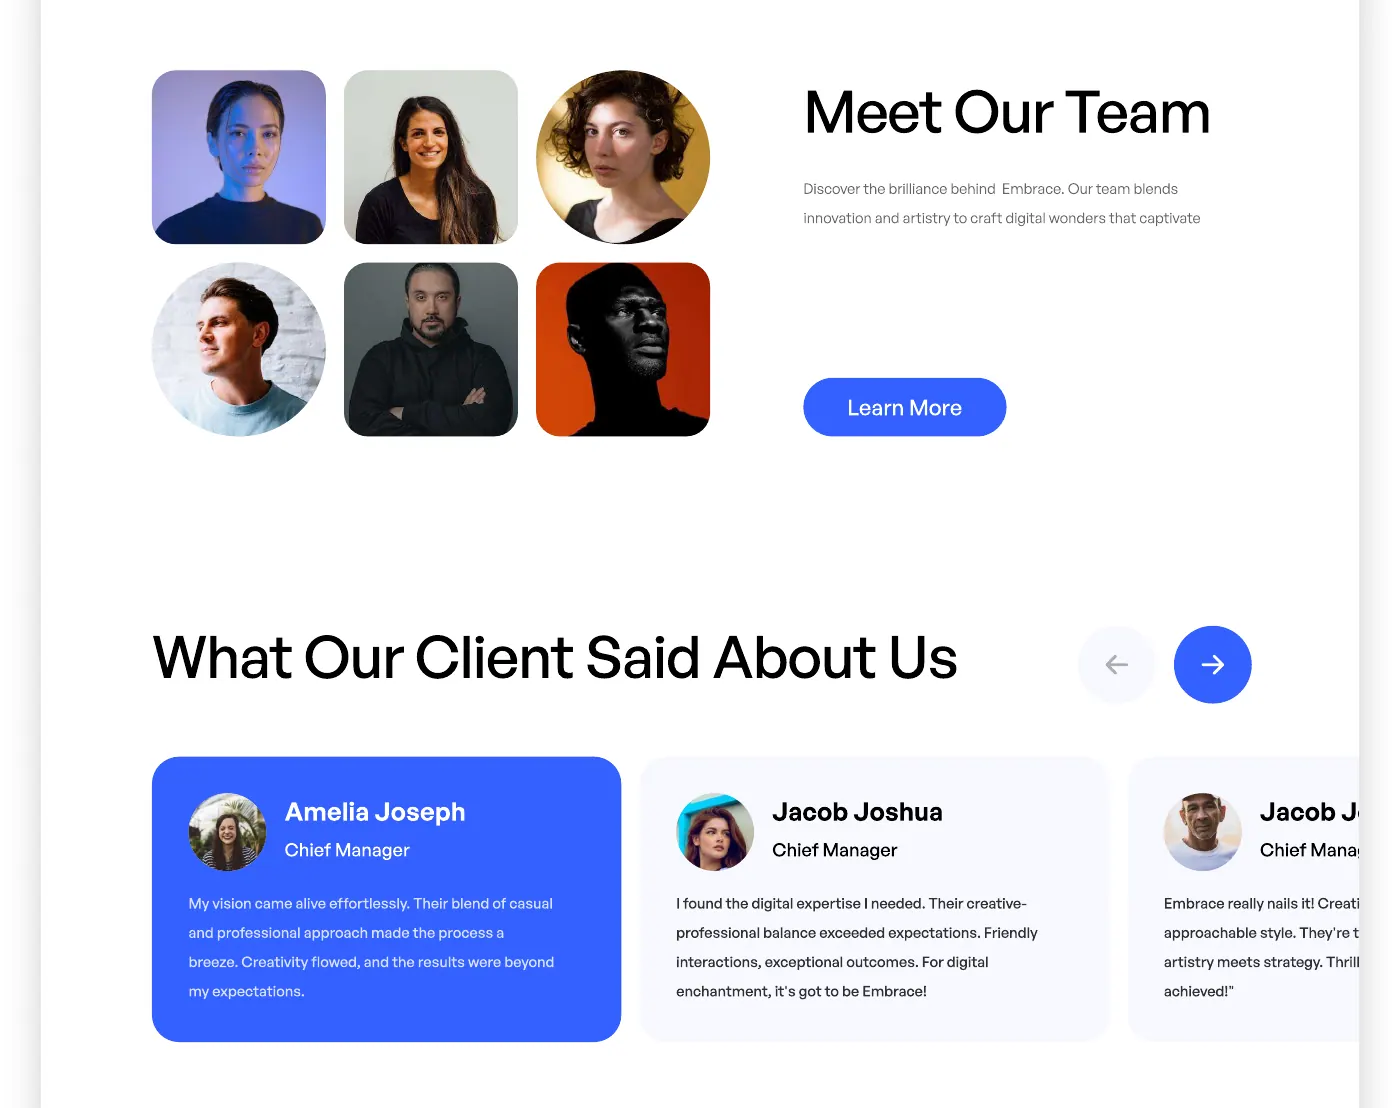 Meet Our Team
Discover the brilliance behind Embrace. Our team blends
innovation and artistry to craft digital wonders that captivate
Learn More
What Our Client Said About Us
Amelia Joseph
Chief Manager
My vision came alive effortlessly. Their blend of casual
and professional approach made the process a
breeze. Creativity flowed, and the results were beyond
my expectations.
Jacob Joshua
Chief Manager
I found the digital expertise I needed. Their creative-
professional balance exceeded expectations. Friendly
interactions, exceptional outcomes. For digital
enchantment, it's got to be Embrace!
Jacob
Chief
Embrace really nails it!
approachable style. They're
artistry meets strategy.
achieved!"